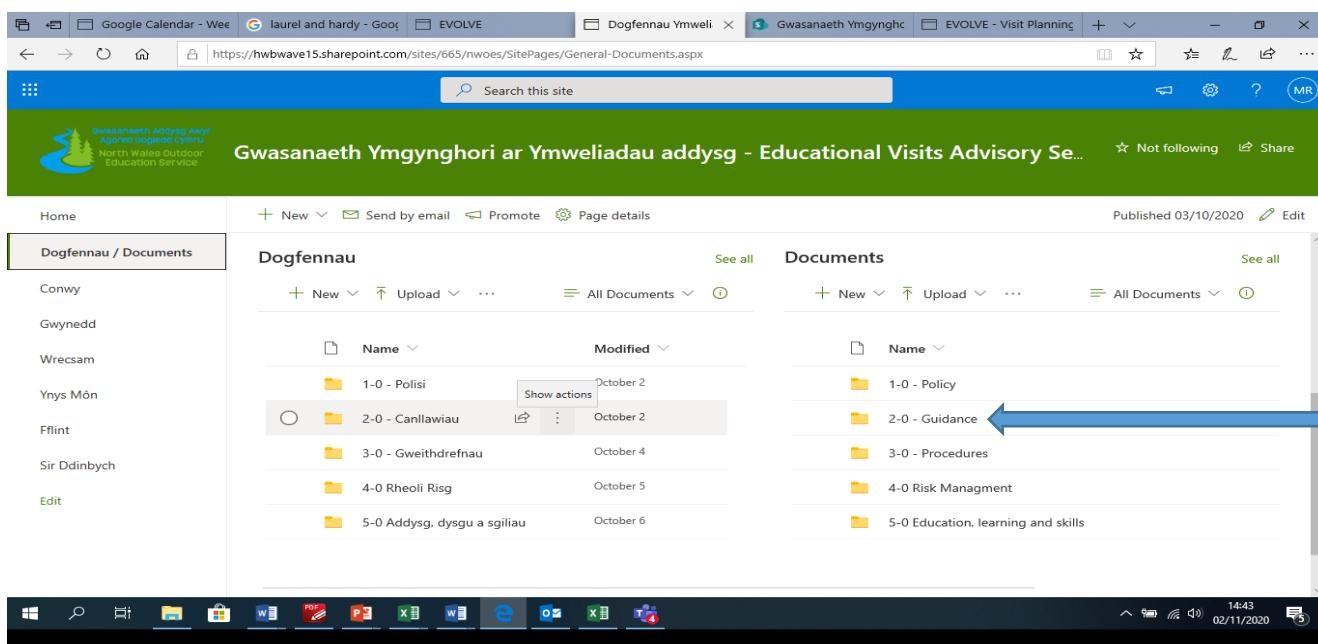 Google Calendar - Wee
laurel and hardy - Goog
EVOLVE
Dogfennau Ymweli
Gwasanaeth Ymgynghc
EVOLVE - Visit Planning
https://hwbwave15.sharepoint.com/sites/665/nwoes/SitePages/General-Documents.aspx
Search this site
MR
Gwasanaeth Addysg Awyr
Agored Gogledd Cymru
North Wales Outdoor
Education Service
Gwasanaeth Ymgynghori ar Ymweliadau addysg - Educational Visits Advisory Se...
Not following
Share
Home
Dogfennau / Documents
Conwy
Gwynedd
Wrecsam
Ynys Môn
Fflint
Sir Ddinbych
Edit
New
Send by email
Promote
Page details
Published 03/10/2020
Edit
Dogfennau
See all
New
Upload
All Documents
Name
Modified
1-0 - Polisi
October 2
Show actions
2-0 - Canllawiau
October 2
3-0 - Gweithdrefnau
October 4
4-0 Rheoli Risg
October 5
5-0 Addysg, dysgu a sgiliau
October 6
Documents
See all
New
Upload
All Documents
Name
1-0 - Policy
2-0 - Guidance
3-0 - Procedures
4-0 Risk Managment
5-0 Education, learning and skills
14:43
02/11/2020